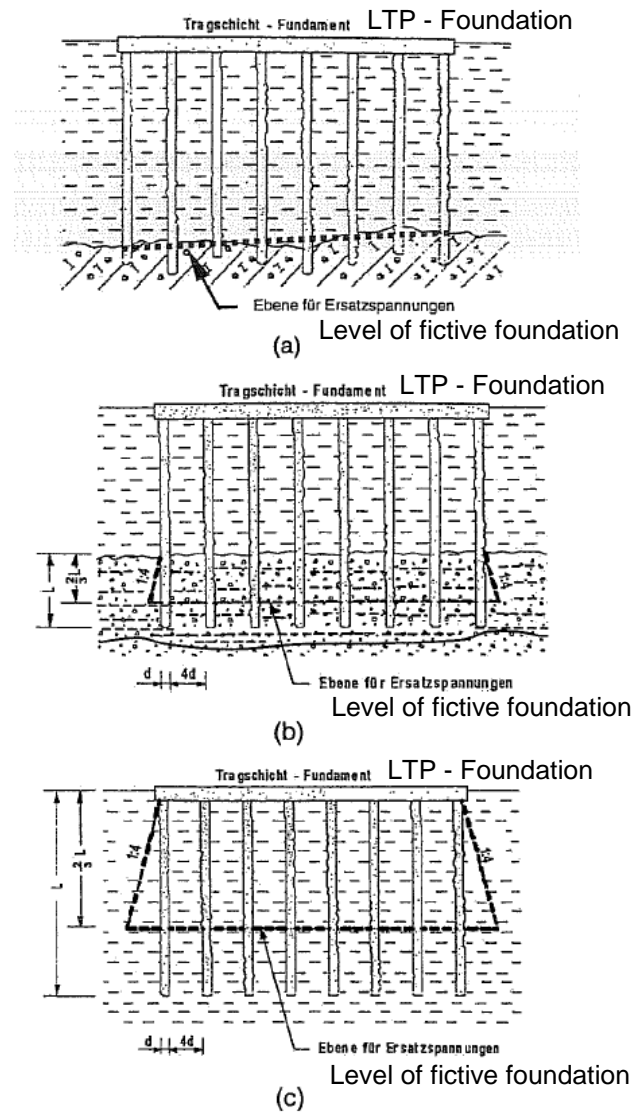 Tragschicht - Fundament LTP - Foundation
Ebene für Ersatzspannungen
Level of fictive foundation
(a)
Tragschicht - Fundament LTP - Foundation
1:4
1:4
L
2/3 L
d 4d
Ebene für Ersatzspannungen
Level of fictive foundation
(b)
Tragschicht - Fundament LTP - Foundation
1:4
1:4
L
2/3 L
d 4d
Ebene für Ersatzspannungen
Level of fictive foundation
(c)